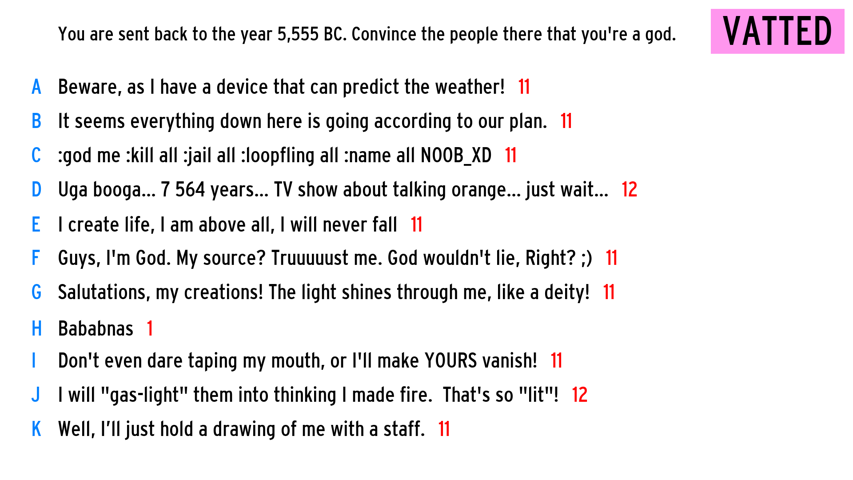 You are sent back to the year 5,555 BC. Convince the people there that you're a god. VATTED
A Beware, as I have a device that can predict the weather! 11
B It seems everything down here is going according to our plan. 11
C :god me :kill all :jail all :loopfling all :name all NOOB_XD 11
D Uga booga... 7 564 years... TV show about talking orange... just wait... 12
E I create life, I am above all, I will never fall 11
F Guys, I'm God. My source? Truuuuust me. God wouldn't lie, Right? ;) 11
G Salutations, my creations! The light shines through me, like a deity! 11
H Bababnas 1
I Don't even dare taping my mouth, or I'll make YOURS vanish! 11
J I will "gas-light" them into thinking I made fire.  That's so "lit"! 12
K Well, I’ll just hold a drawing of me with a staff. 11